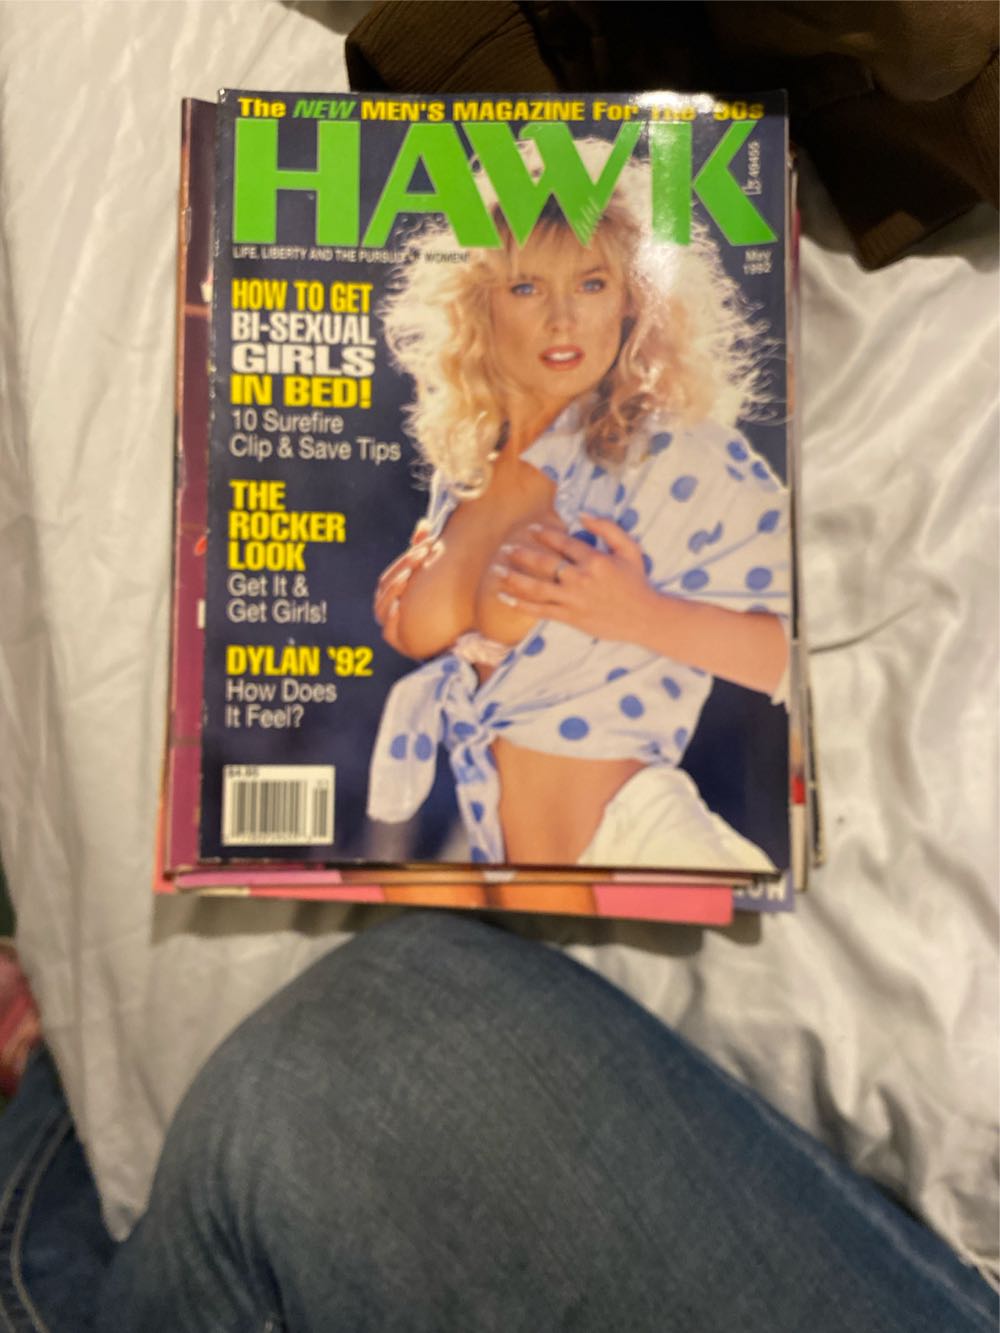 The NEW MEN'S MAGAZINE For The '90s
HAWK
LIFE, LIBERTY AND THE PURSUIT OF WOMEN!
May
1992
HOW TO GET
BI-SEXUAL
GIRLS
IN BED!
10 Surefire
Clip & Save Tips
THE
ROCKER
LOOK
Get It &
Get Girls!
DYLAN '92
How Does
It Feel?
$4.95